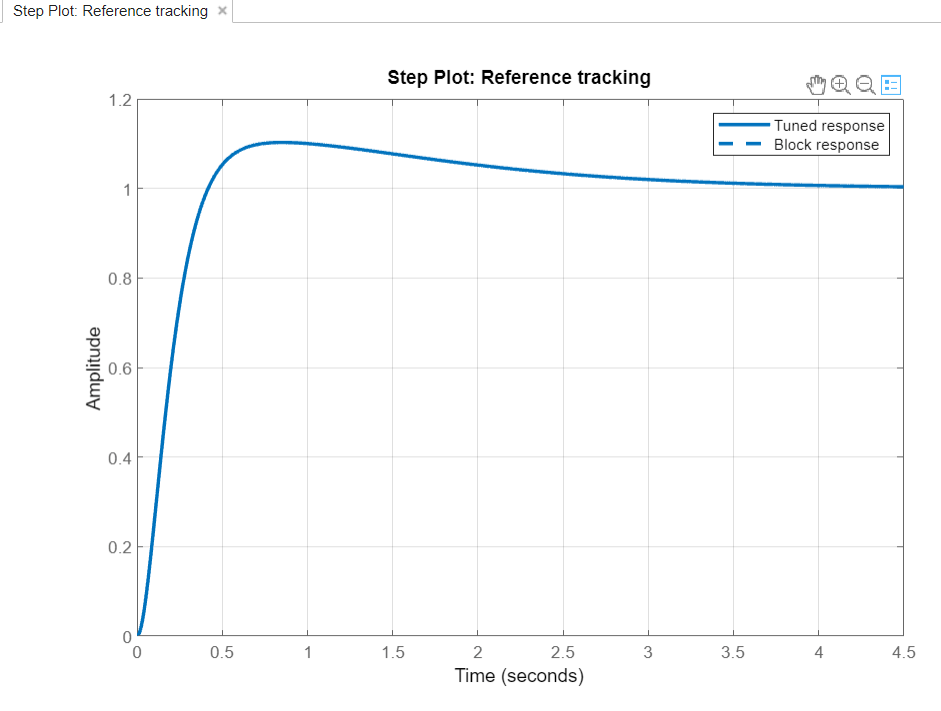 Step Plot: Reference tracking ×
Step Plot: Reference tracking
Tuned response
Block response
1.2
1
0.8
0.6
0.4
0.2
0
Amplitude
0 0.5 1 1.5 2 2.5 3 3.5 4 4.5
Time (seconds)